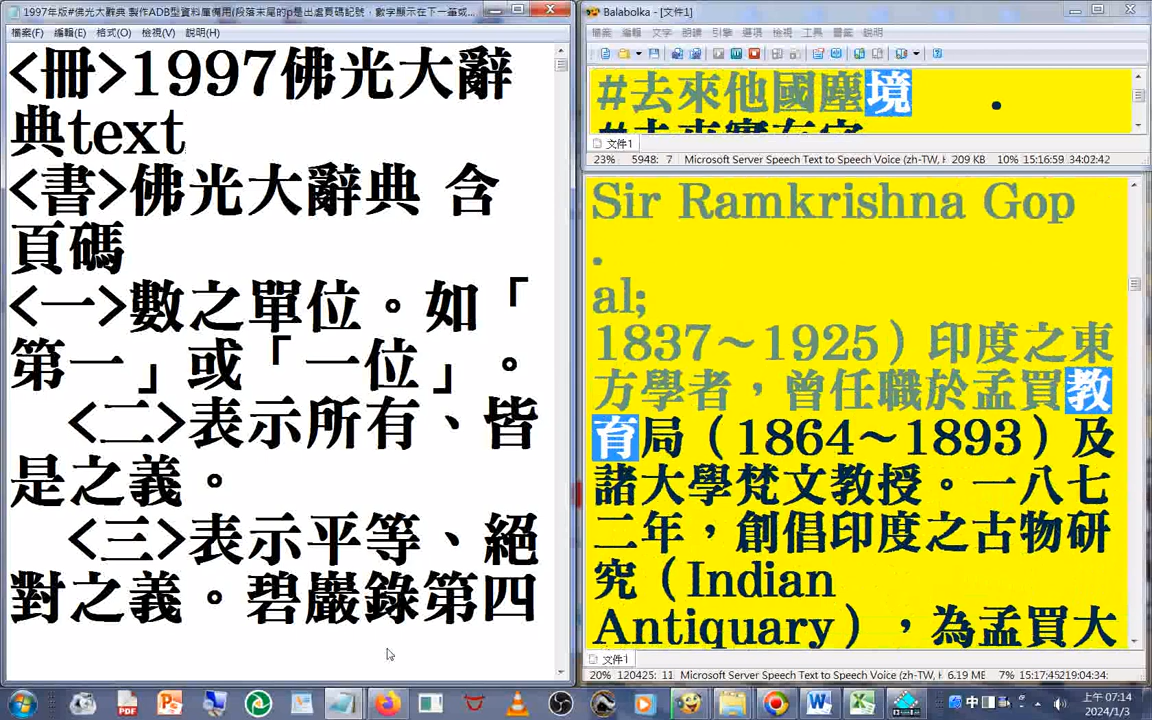 1997年版#佛光大辭典 製作ADB型資料庫備用(段落末尾的p是出處頁碼記號，數字顯示在下一筆或
檔案(F) 編輯(E) 格式(O) 檢視(V) 說明(H)
<冊>1997佛光大辭
典text
<書>佛光大辭典 含
頁碼
<一>數之單位。如「
第一」或「一位」。
<二>表示所有、皆
是之義。
<三>表示平等、絕
對之義。碧巖錄第四
Balabolka - [文件1]
檔案 編輯 文字 朗讀 引擎 選項 檢視 工具 書籤 說明
#去來他國塵境 .
文件1
23% 5948: 7 Microsoft Server Speech Text to Speech Voice (zh-TW, H 209 KB 10% 15:16:59 34:02:42
Sir Ramkrishna Gop
.
al;
1837～1925）印度之東
方學者，曾任職於孟買教
育局（1864～1893）及
諸大學梵文教授。一八七
二年，創倡印度之古物研
究（Indian
Antiquary），為孟買大
文件1
20% 120425: 11 Microsoft Server Speech Text to Speech Voice (zh-TW, H 6.19 ME 7% 15:17:45219:04:34:
中
上午 07:14
2024/1/3